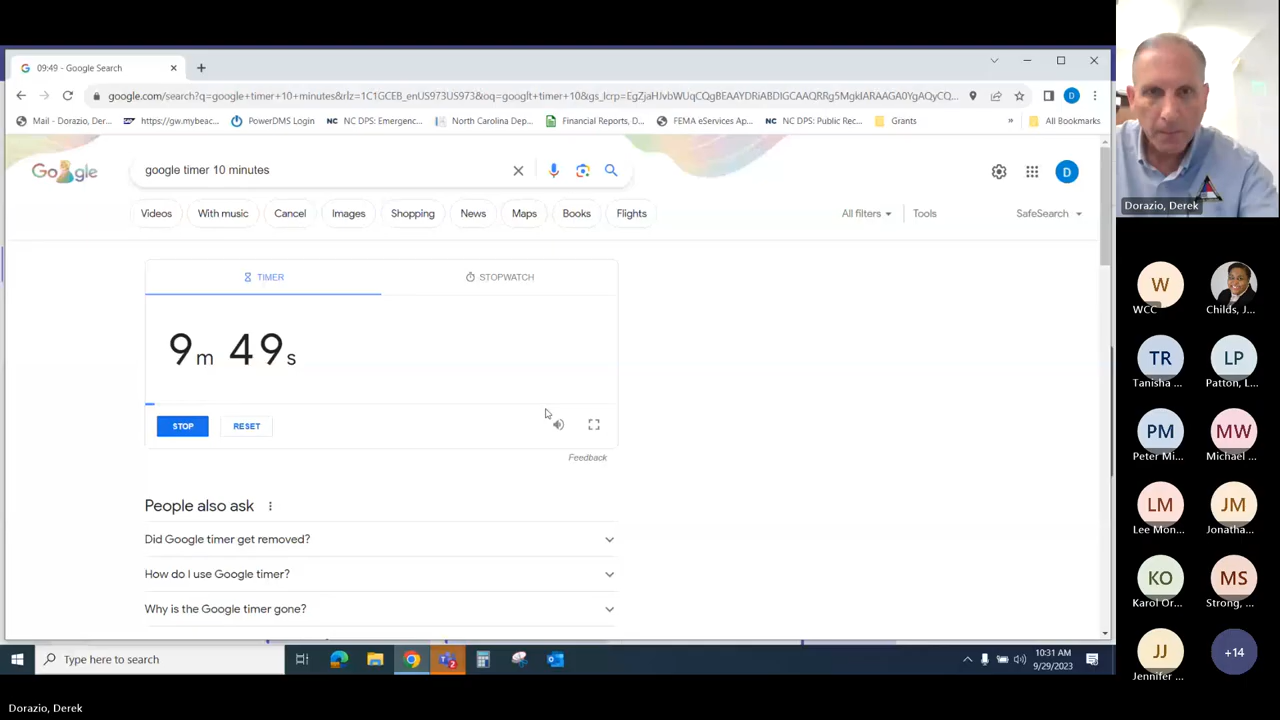 09:49 - Google Search
google.com/search?q=google+timer+10+minutes&rlz=1C1GCEB_enUS973US973&oq=googlt+timer+10&gs_lcrp=EgZjaHJvbWUqCQgBEAAYDRiABDIGCAAQRRg5MgkIARAAGA0YgAQyCQ...
Mail - Dorazio, Der... https://gw.mybeac... PowerDMS Login NC DPS: Emergenc... North Carolina Dep... Financial Reports, D... FEMA eServices Ap... NC DPS: Public Rec... Grants » All Bookmarks
Google google timer 10 minutes D
Videos With music Cancel Images Shopping News Maps Books Flights All filters Tools SafeSearch
TIMER STOPWATCH
9m 49s
STOP RESET
Feedback
People also ask
Did Google timer get removed?
How do I use Google timer?
Why is the Google timer gone?
Type here to search
10:31 AM
9/29/2023
Dorazio, Derek
W
WCC
Childs, J...
TR
Tanisha ...
LP
Patton, L...
PM
Peter Mi...
MW
Michael ...
LM
Lee Mon...
JM
Jonatha...
KO
Karol Or...
MS
Strong, ...
JJ
Jennifer ...
+14
Dorazio, Derek